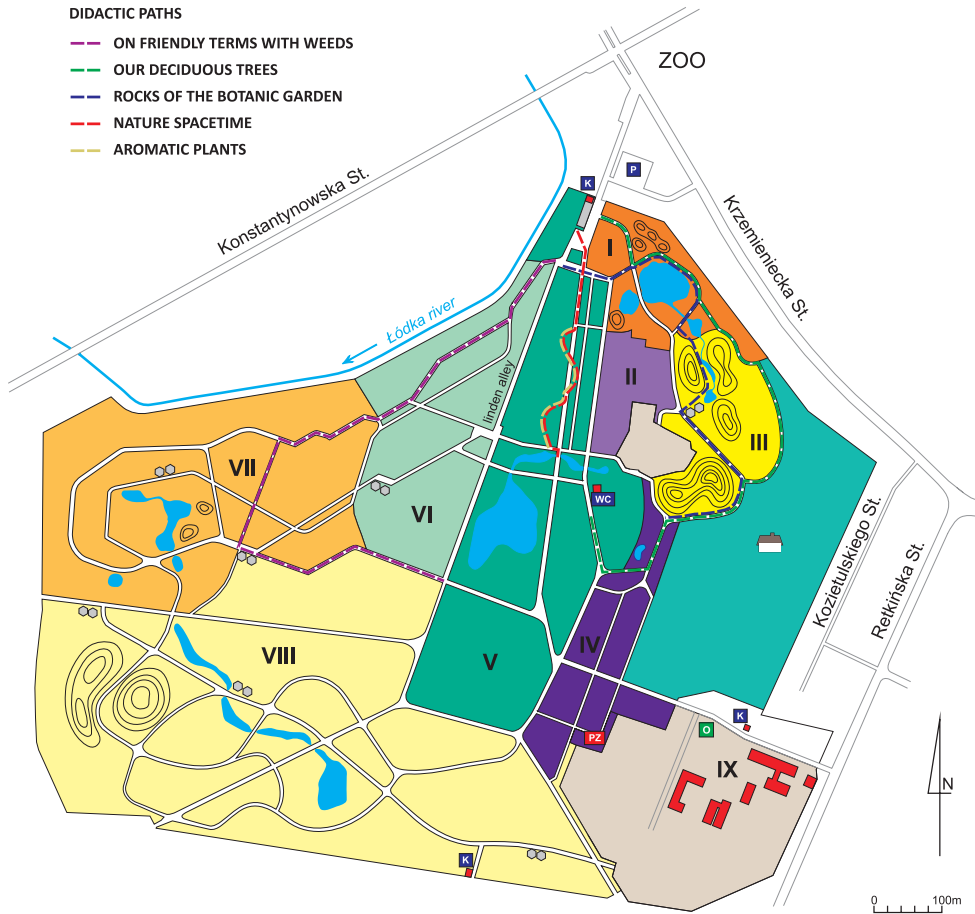 DIDACTIC PATHS
ON FRIENDLY TERMS WITH WEEDS
OUR DECIDUOUS TREES
ROCKS OF THE BOTANIC GARDEN
NATURE SPACETIME
AROMATIC PLANTS
ZOO
Konstantynowska St.
Krzemieniecka St.
P
K
I
Łódka river
linden alley
II
III
VII
VI
WC
Kozietulskiego St.
Retkińska St.
VIII
V
IV
PZ
O
K
IX
N
K
0 100m